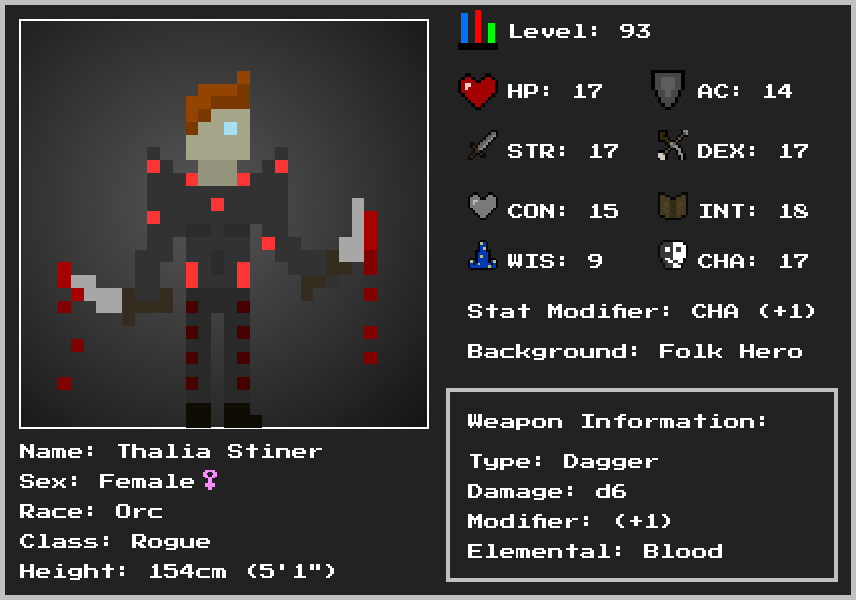 Level: 93
HP: 17
AC: 14
STR: 17
DEX: 17
CON: 15
INT: 18
WIS: 9
CHA: 17
Stat Modifier: CHA (+1)
Background: Folk Hero
Weapon Information:
Type: Dagger
Damage: d6
Modifier: (+1)
Elemental: Blood
Name: Thalia Stiner
Sex: Female♀
Race: Orc
Class: Rogue
Height: 154cm (5'1")